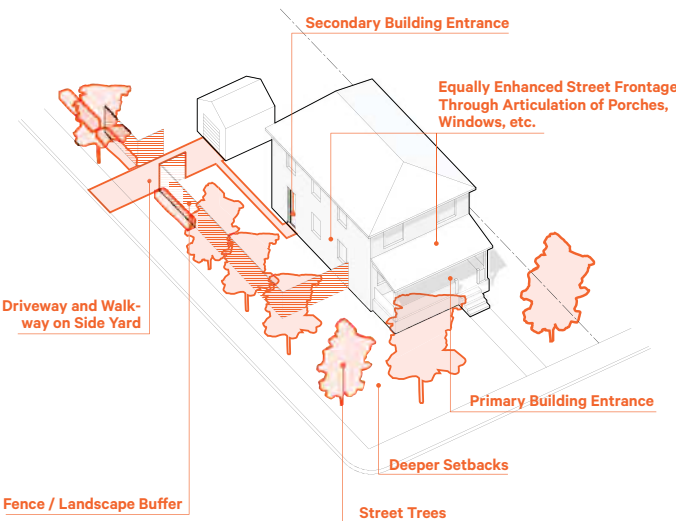 Secondary Building Entrance
Equally Enhanced Street Frontage
Through Articulation of Porches,
Windows, etc.
Driveway and Walk-
way on Side Yard
Primary Building Entrance
Deeper Setbacks
Fence / Landscape Buffer
Street Trees